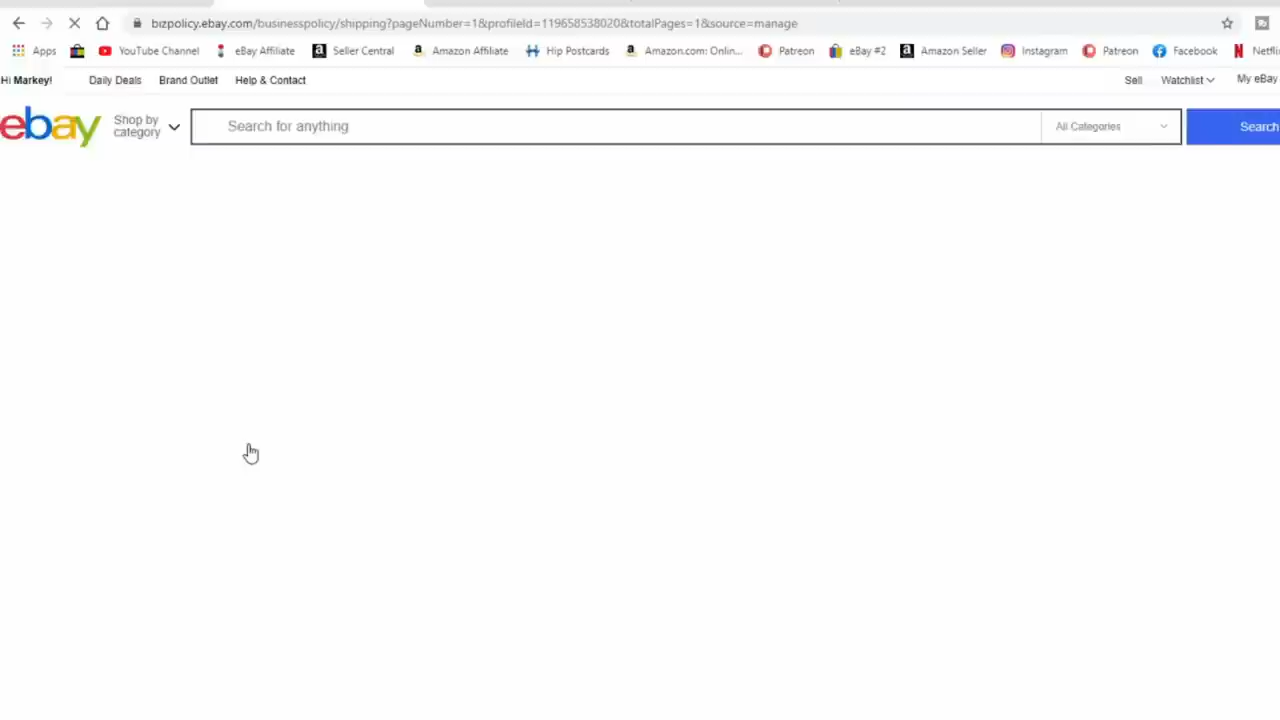 bizpolicy.ebay.com/businesspolicy/shipping?pageNumber=1&profileId=119658538020&totalPages=1&source=manage
Apps YouTube Channel eBay Affiliate Seller Central Amazon Affiliate Hip Postcards Amazon.com: Onlin... Patreon eBay #2 Amazon Seller Instagram Patreon Facebook Netfli
Hi Markey! Daily Deals Brand Outlet Help & Contact Sell Watchlist My eBay
ebay
Shop by
category
Search for anything All Categories Search